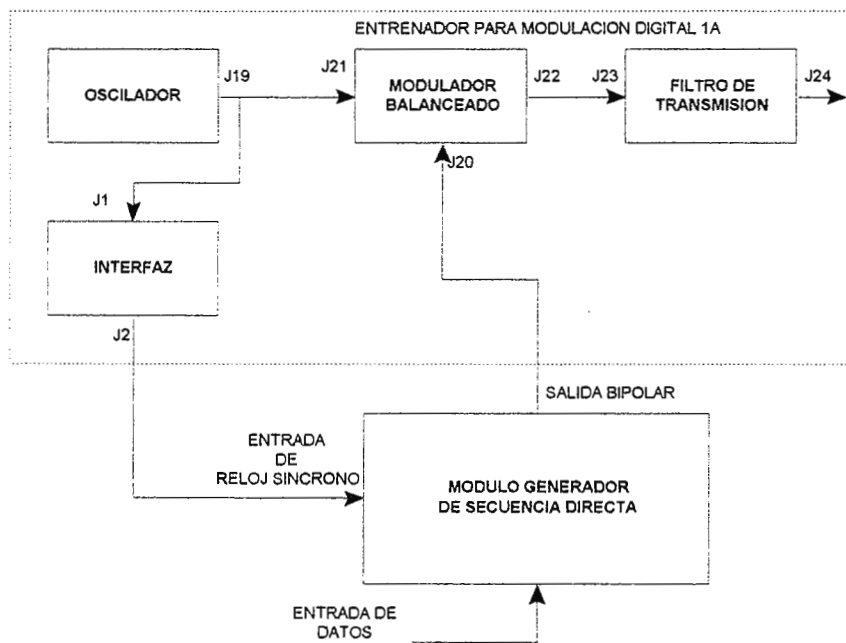 ENTRENADOR PARA MODULACION DIGITAL 1A
OSCILADOR
J19
J21
MODULADOR
BALANCEADO
J22
J23
FILTRO DE
TRANSMISION
J24
J20
J1
INTERFAZ
J2
SALIDA BIPOLAR
ENTRADA
DE
RELOJ SINCRONO
MODULO GENERADOR
DE SECUENCIA DIRECTA
ENTRADA DE
DATOS